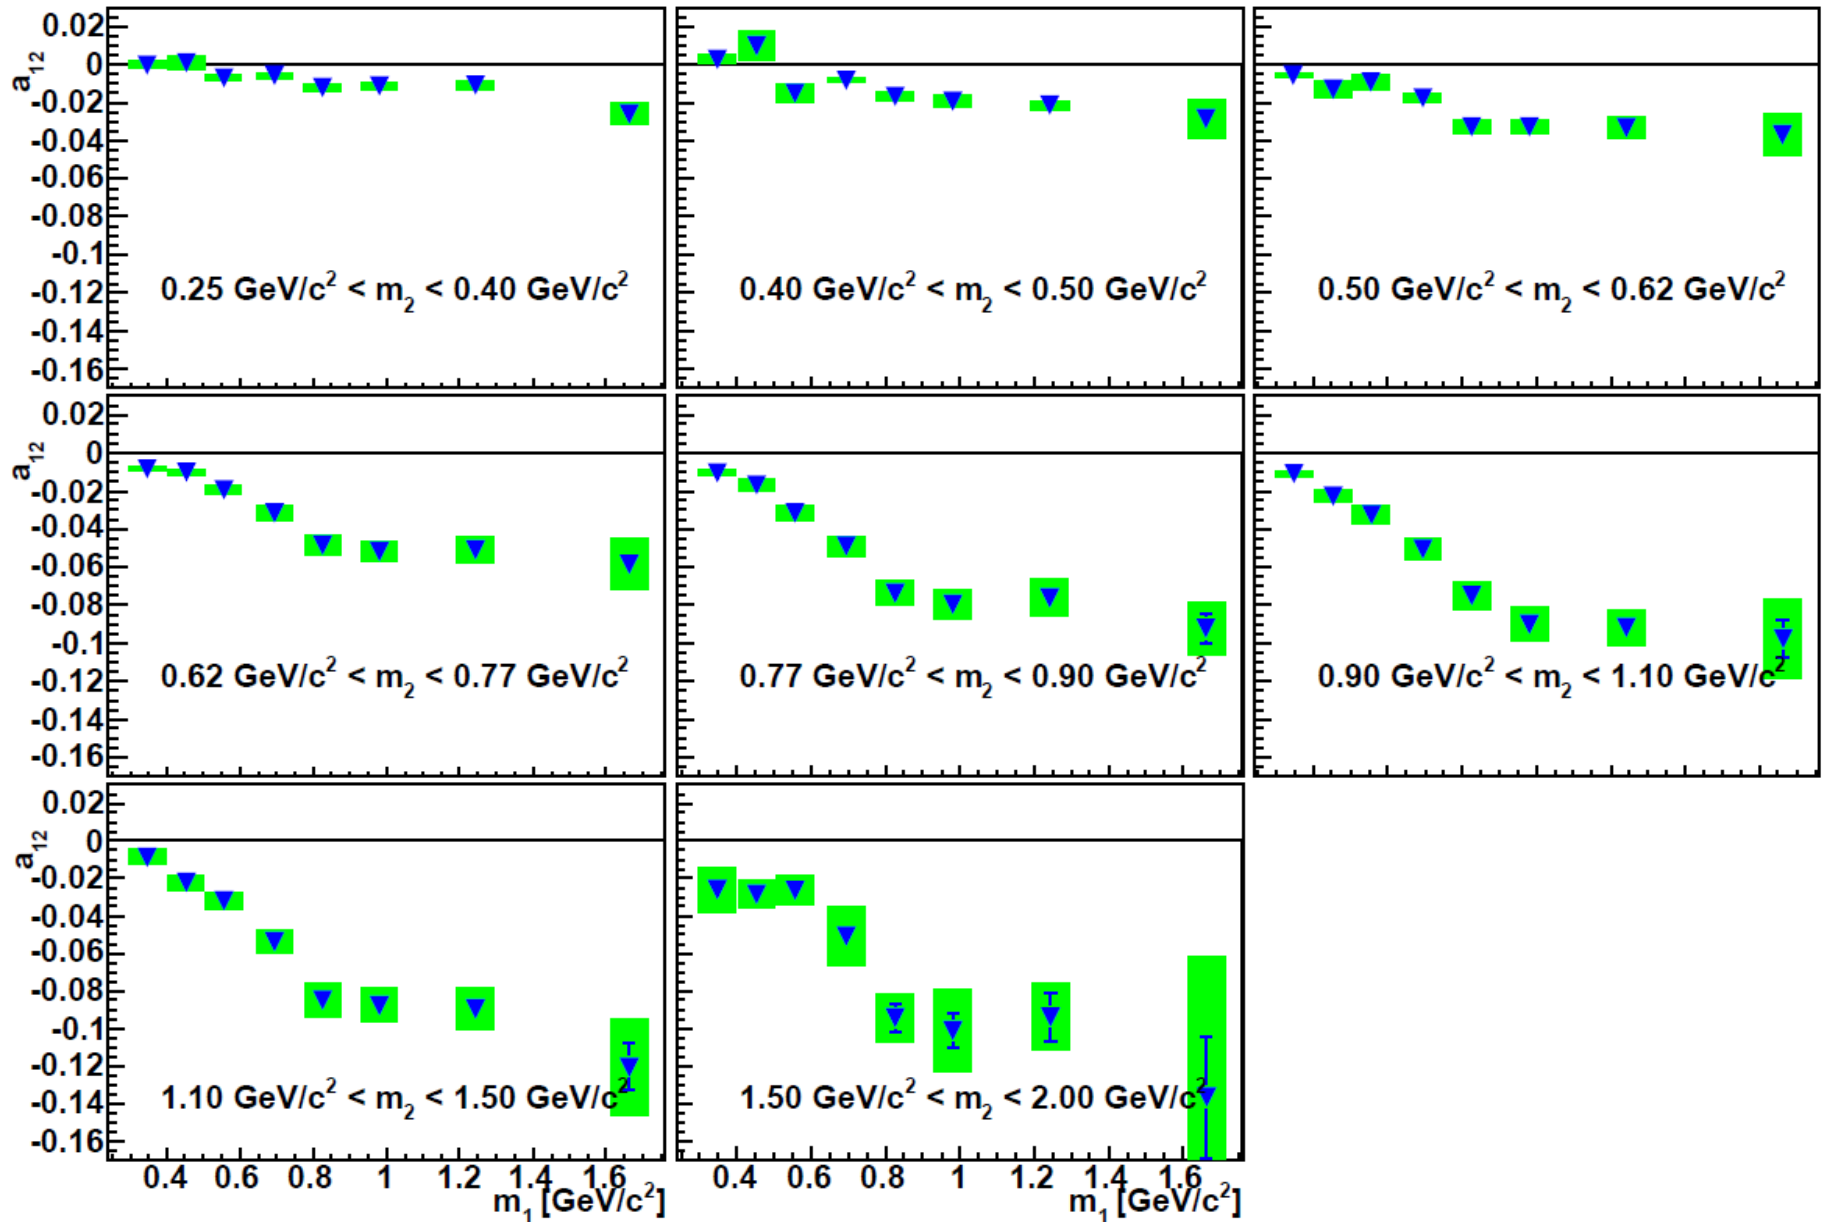 0.02
0
-0.02
-0.04
-0.06
-0.08
-0.1
-0.12
-0.14
-0.16
a₁₂
0.25 GeV/c² < m₂ < 0.40 GeV/c²
0.40 GeV/c² < m₂ < 0.50 GeV/c²
0.50 GeV/c² < m₂ < 0.62 GeV/c²
0.02
0
-0.02
-0.04
-0.06
-0.08
-0.1
-0.12
-0.14
-0.16
a₁₂
0.62 GeV/c² < m₂ < 0.77 GeV/c²
0.77 GeV/c² < m₂ < 0.90 GeV/c²
0.90 GeV/c² < m₂ < 1.10 GeV/c²
0.02
0
-0.02
-0.04
-0.06
-0.08
-0.1
-0.12
-0.14
-0.16
a₁₂
1.10 GeV/c² < m₂ < 1.50 GeV/c²
1.50 GeV/c² < m₂ < 2.00 GeV/c²
0.4 0.6 0.8 1 1.2 1.4 1.6
m₁ [GeV/c²]
0.4 0.6 0.8 1 1.2 1.4 1.6
m₁ [GeV/c²]